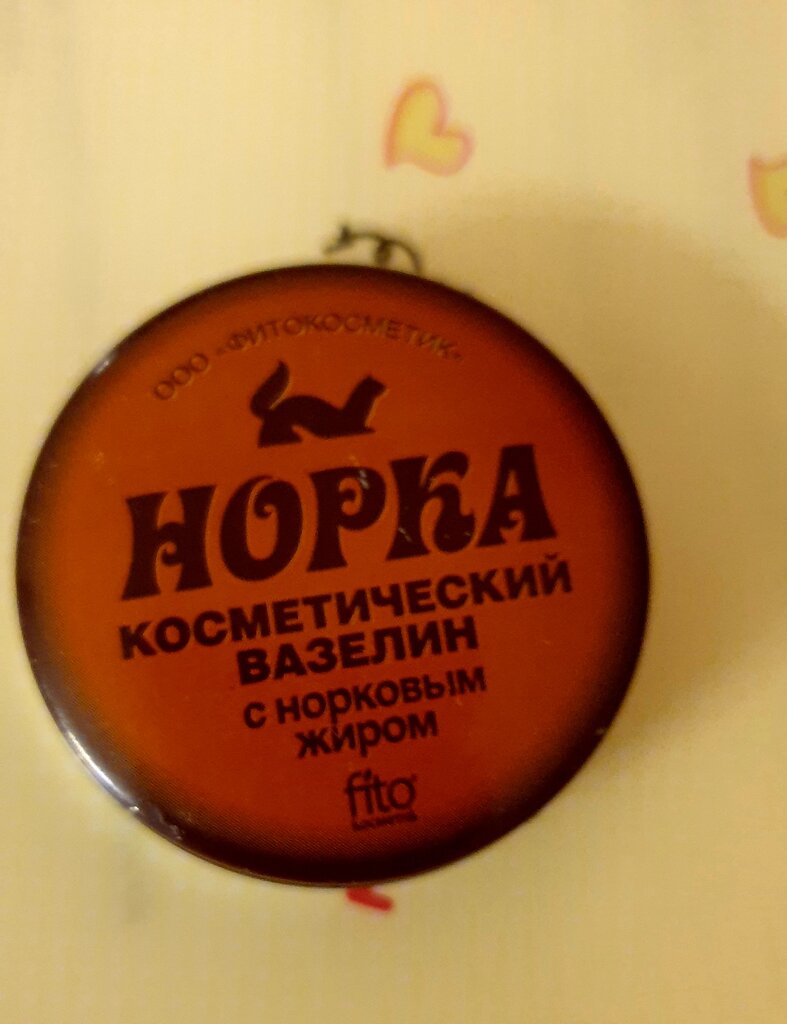 ООО «ФИТОКОСМЕТИК»
НОРКА
КОСМЕТИЧЕСКИЙ
ВАЗЕЛИН
с норковым
жиром
fito